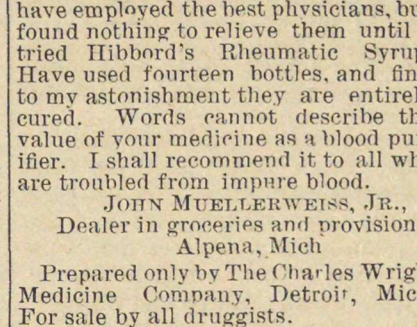 have employed the best physicians, bu
found nothing to relieve them until
tried Hibbord's Rheumatic Syrup
Have used fourteen bottles, and fin
to my astonishment they are entirel
cured. Words cannot describe th
value of your medicine as a blood pur
ifier. I shall recommend it to all wh
are troubled from impure blood.
JOHN MUELLERWEISS, JR.,
Dealer in groceries and provision
Alpena, Mich
Prepared only by The Charles Wrigh
Medicine Company, Detroit, Mic
For sale by all druggists.